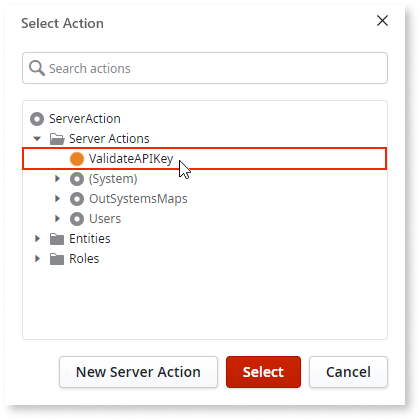 Select Action
Search actions
ServerAction
Server Actions
ValidateAPIKey
(System)
OutSystemsMaps
Users
Entities
Roles
New Server Action
Select
Cancel